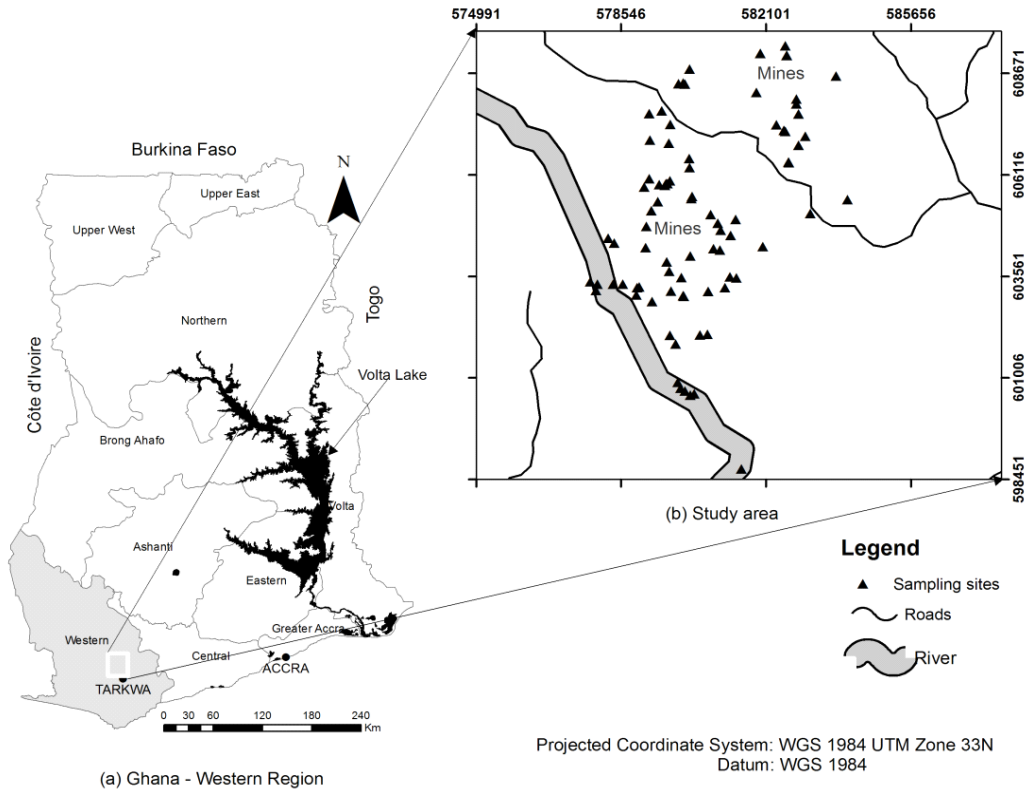 574991
578546
582101
585656
608671
606116
603561
601006
598451
Mines
Mines
(b) Study area
Burkina Faso
N
Upper East
Upper West
Togo
Northern
Côte d'Ivoire
Volta Lake
Brong Ahafo
Volta
Ashanti
Eastern
Greater Accra
Western
Central
ACCRA
TARKWA
0 30 60 120 180 240
Km
(a) Ghana - Western Region
Legend
Sampling sites
Roads
River
Projected Coordinate System: WGS 1984 UTM Zone 33N
Datum: WGS 1984